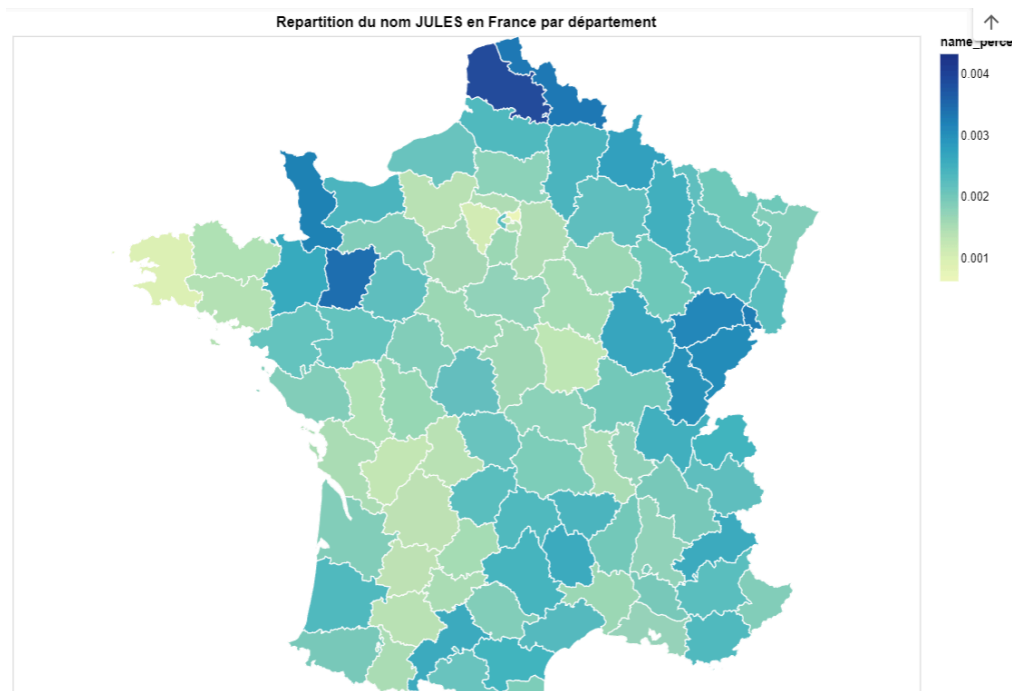 Repartition du nom JULES en France par département
name_perce
0.004
0.003
0.002
0.001